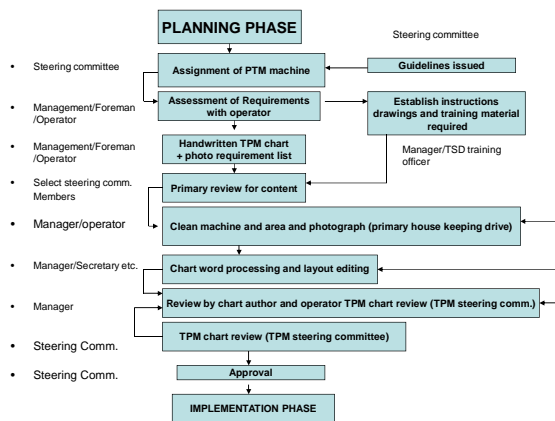 PLANNING PHASE
Steering committee
• Steering committee
Assignment of PTM machine
Guidelines issued
• Management/Foreman
/Operator
Assessment of Requirements
with operator
Establish instructions
drawings and training material
required
• Management/Foreman
/Operator
Handwritten TPM chart
+ photo requirement list
Manager/TSD training
officer
• Select steering comm.
Members
Primary review for content
• Manager/operator
Clean machine and area and photograph (primary house keeping drive)
• Manager/Secretary etc.
Chart word processing and layout editing
• Manager
Review by chart author and operator TPM chart review (TPM steering comm.)
• Steering Comm.
TPM chart review (TPM steering committee)
• Steering Comm.
Approval
IMPLEMENTATION PHASE